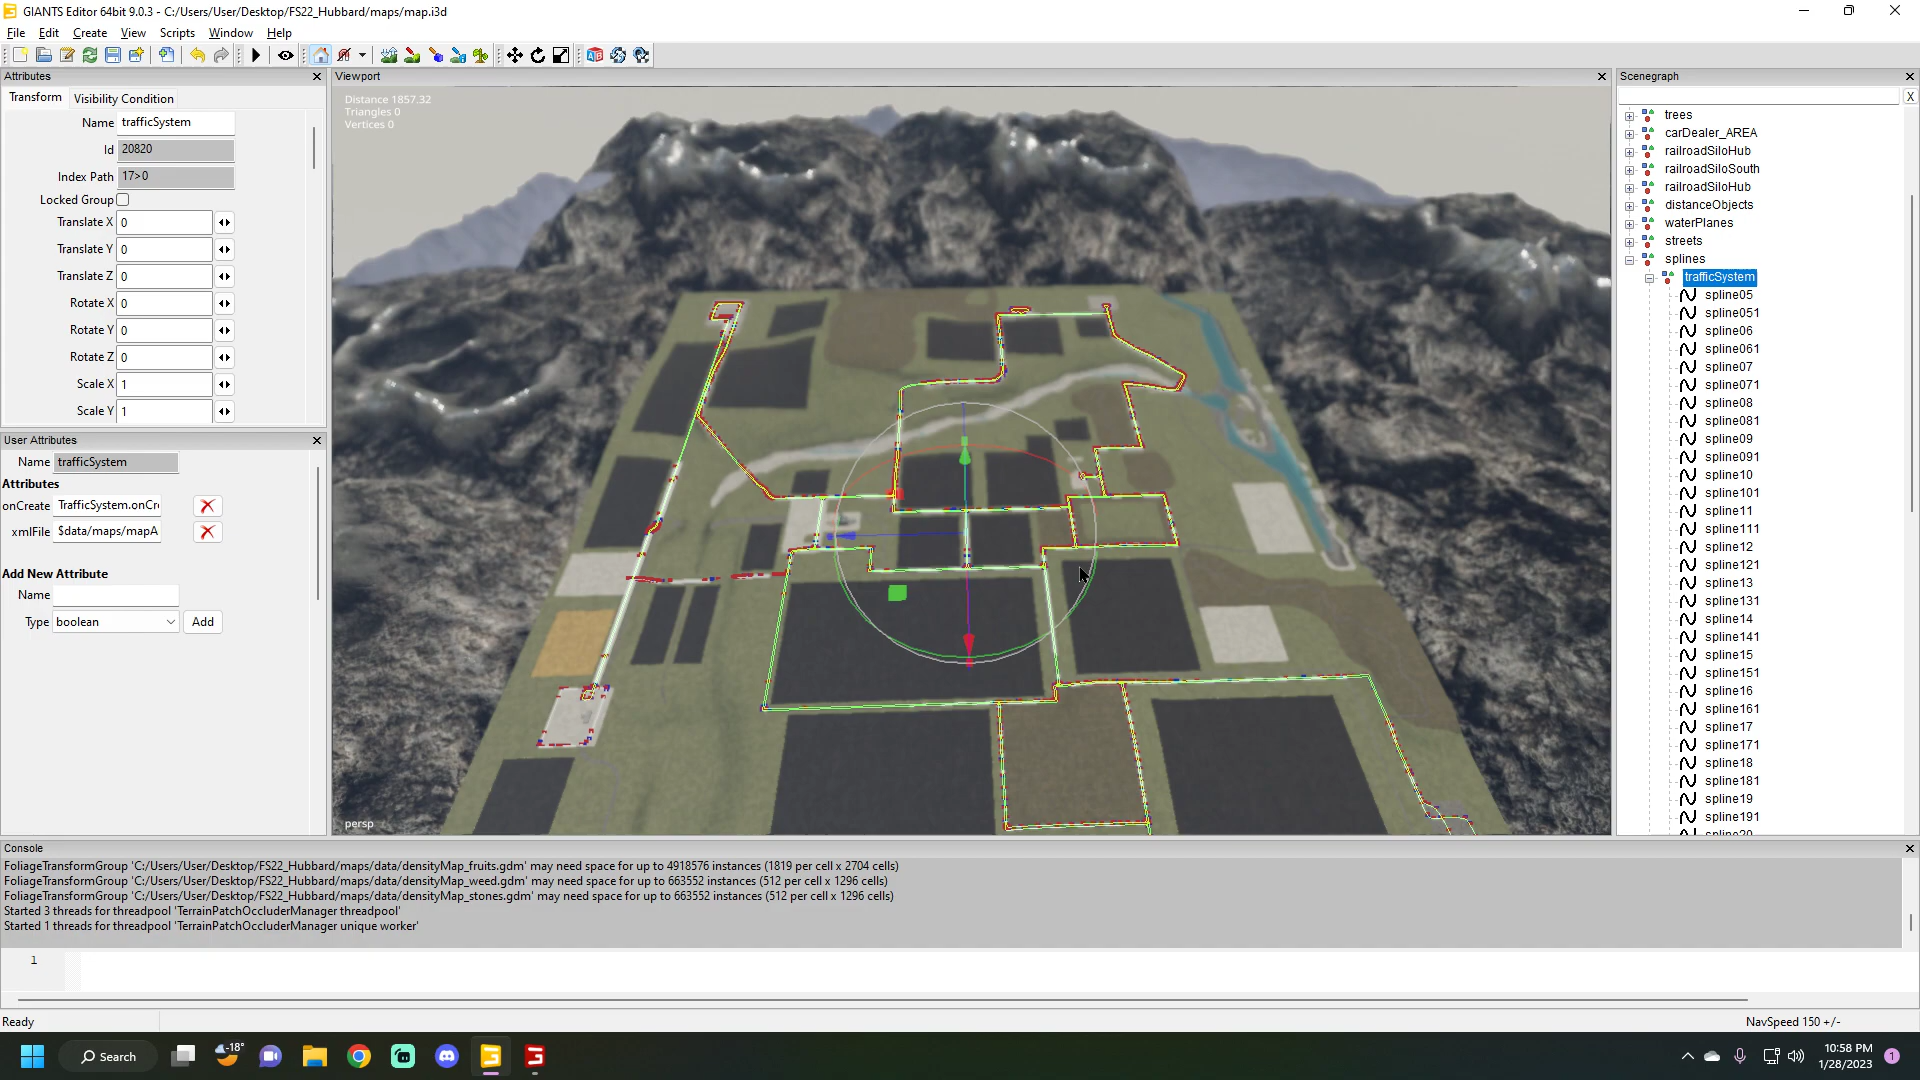 GIANTS Editor 64bit 9.0.3 - C:/Users/User/Desktop/FS22_Hubbard/maps/map.i3d
File Edit Create View Scripts Window Help
Attributes
Transform Visibility Condition
Name trafficSystem
Id 20820
Index Path 17>0
Locked Group
Translate X 0
Translate Y 0
Translate Z 0
Rotate X 0
Rotate Y 0
Rotate Z 0
Scale X 1
Scale Y 1
User Attributes
Name trafficSystem
Attributes
onCreate TrafficSystem.onCr
xmlFile $data/maps/mapA
Add New Attribute
Name
Type boolean Add
Viewport
Distance 1857.32
Triangles 0
Vertices 0
persp
Scenegraph
X
trees
carDealer_AREA
railroadSiloHub
railroadSiloSouth
railroadSiloHub
distanceObjects
waterPlanes
streets
splines
trafficSystem
spline05
spline051
spline06
spline061
spline07
spline071
spline08
spline081
spline09
spline091
spline10
spline101
spline11
spline111
spline12
spline121
spline13
spline131
spline14
spline141
spline15
spline151
spline16
spline161
spline17
spline171
spline18
spline181
spline19
spline191
spline20
Console
FoliageTransformGroup 'C:/Users/User/Desktop/FS22_Hubbard/maps/data/densityMap_fruits.gdm' may need space for up to 4918576 instances (1819 per cell x 2704 cells)
FoliageTransformGroup 'C:/Users/User/Desktop/FS22_Hubbard/maps/data/densityMap_weed.gdm' may need space for up to 663552 instances (512 per cell x 1296 cells)
FoliageTransformGroup 'C:/Users/User/Desktop/FS22_Hubbard/maps/data/densityMap_stones.gdm' may need space for up to 663552 instances (512 per cell x 1296 cells)
Started 3 threads for threadpool 'TerrainPatchOccluderManager threadpool'
Started 1 threads for threadpool 'TerrainPatchOccluderManager unique worker'
1
Ready
NavSpeed 150 +/-
Search
-18°
10:58 PM
1/28/2023
1